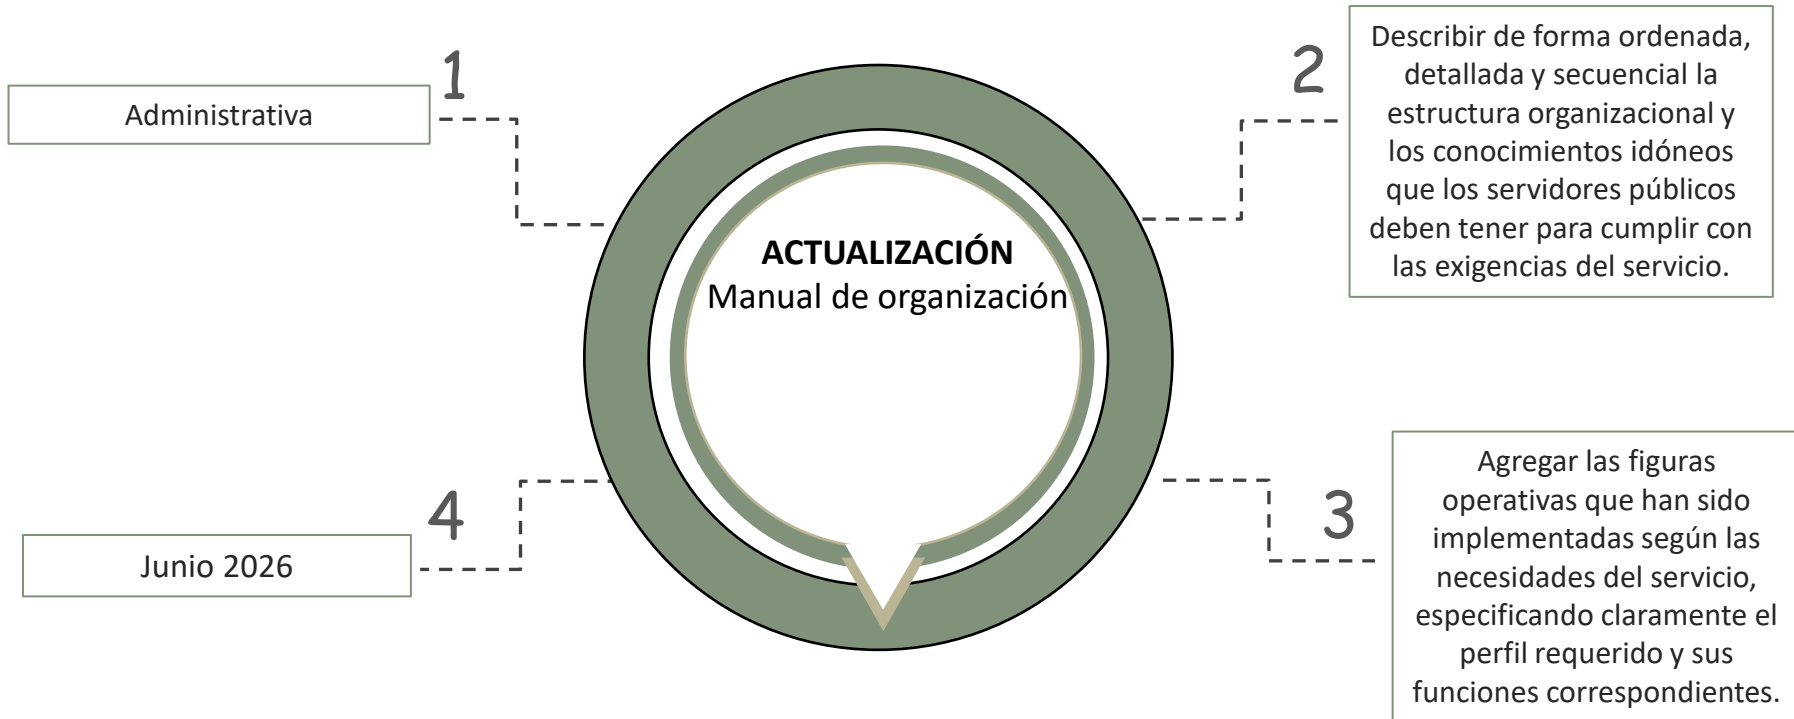 1
Administrativa
2
Describir de forma ordenada,
detallada y secuencial la
estructura organizacional y
los conocimientos idóneos
que los servidores públicos
deben tener para cumplir con
las exigencias del servicio.
ACTUALIZACIÓN
Manual de organización
3
Agregar las figuras
operativas que han sido
implementadas según las
necesidades del servicio,
especificando claramente el
perfil requerido y sus
funciones correspondientes.
4
Junio 2026